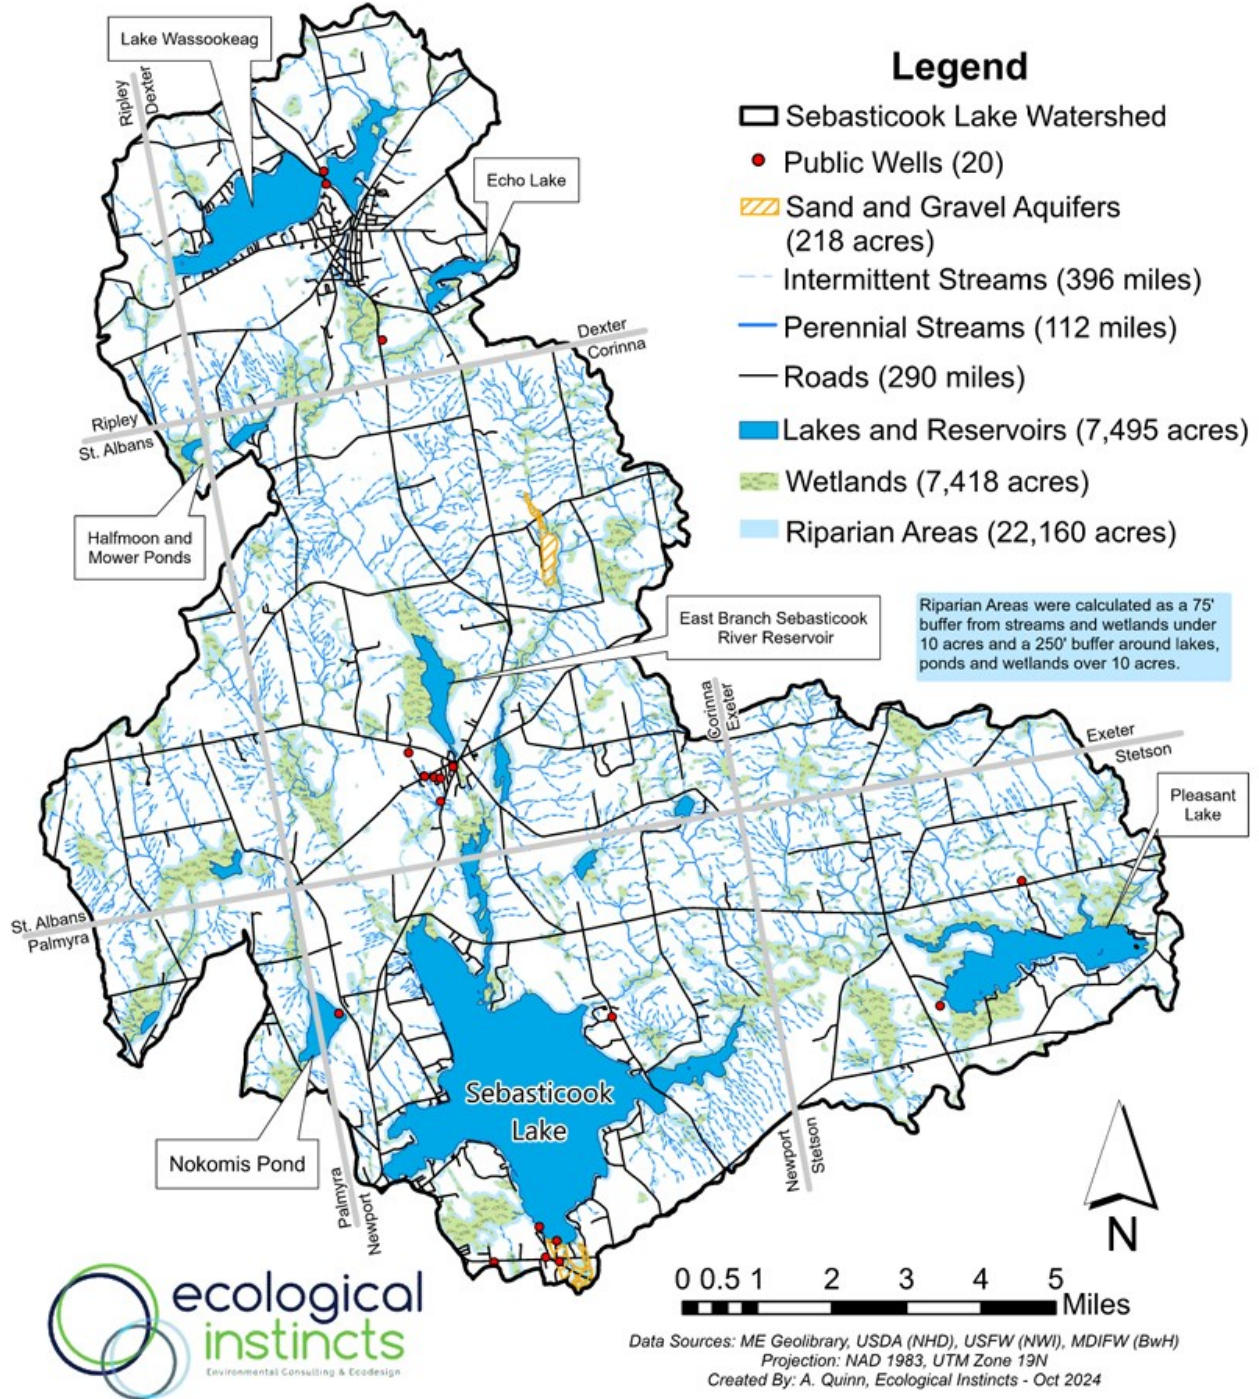 Lake Wassookeag
Ripley
Dexter
Echo Lake
Legend
Sebasticook Lake Watershed
Public Wells (20)
Sand and Gravel Aquifers
(218 acres)
Intermittent Streams (396 miles)
Perennial Streams (112 miles)
Roads (290 miles)
Lakes and Reservoirs (7,495 acres)
Wetlands (7,418 acres)
Riparian Areas (22,160 acres)
Dexter
Corinna
Ripley
St. Albans
Halfmoon and
Mower Ponds
East Branch Sebasticook
River Reservoir
Riparian Areas were calculated as a 75'
buffer from streams and wetlands under
10 acres and a 250' buffer around lakes,
ponds and wetlands over 10 acres.
Corinna
Exeter
Exeter
Stetson
Pleasant
Lake
St. Albans
Palmyra
Sebasticook
Lake
Nokomis Pond
Palmyra
Newport
Newport
Stetson
N
0 0.5 1 2 3 4 5
Miles
ecological
instincts
Environmental Consulting & Ecodesign
Data Sources: ME Geolibrary, USDA (NHD), USFW (NWI), MDIFW (BwH)
Projection: NAD 1983, UTM Zone 19N
Created By: A. Quinn, Ecological Instincts - Oct 2024